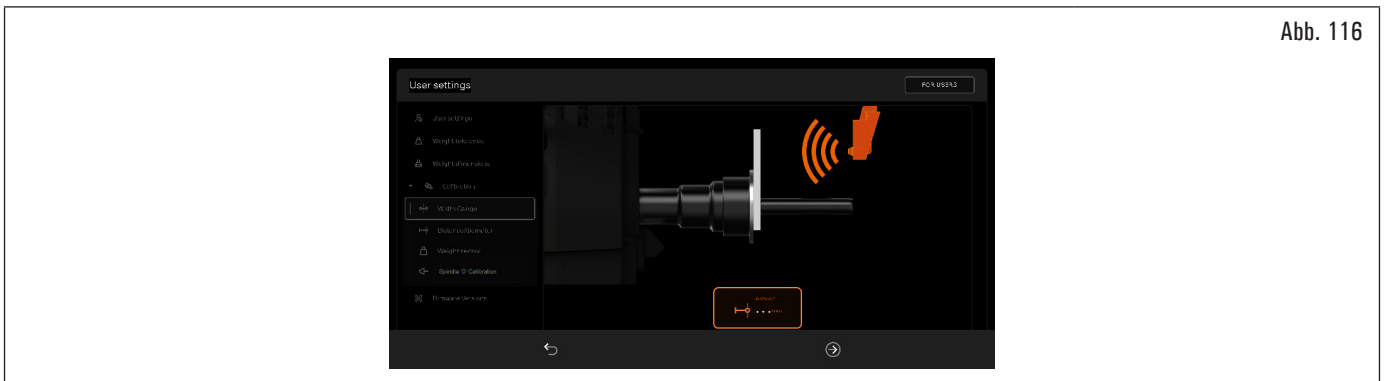 Abb. 116
User settings
FOR USERS
User settings
Weight tolerance
Weight dimensions
Calibration
Width Gauge
Distance/diameter
Weight sensor
Spindle '0' Calibration
Firmware Versions